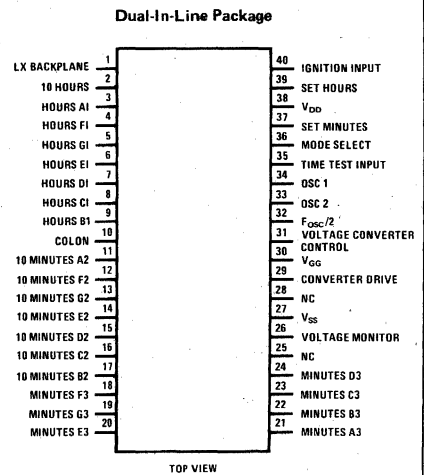 Dual-In-Line Package
LX BACKPLANE 1
10 HOURS 2
HOURS A1 3
HOURS F1 4
HOURS G1 5
HOURS E1 6
HOURS D1 7
HOURS C1 8
HOURS B1 9
COLON 10
10 MINUTES A2 11
10 MINUTES F2 12
10 MINUTES G2 13
10 MINUTES E2 14
10 MINUTES D2 15
10 MINUTES C2 16
10 MINUTES B2 17
MINUTES F3 18
MINUTES G3 19
MINUTES E3 20
40 IGNITION INPUT
39 SET HOURS
38 VDD
37 SET MINUTES
36 MODE SELECT
35 TIME TEST INPUT
34 OSC 1
33 OSC 2
32 FOSC/2
31 VOLTAGE CONVERTER
CONTROL
30 VGG
29 CONVERTER DRIVE
28 NC
27 VSS
26 VOLTAGE MONITOR
25 NC
24 MINUTES D3
23 MINUTES C3
22 MINUTES B3
21 MINUTES A3
TOP VIEW